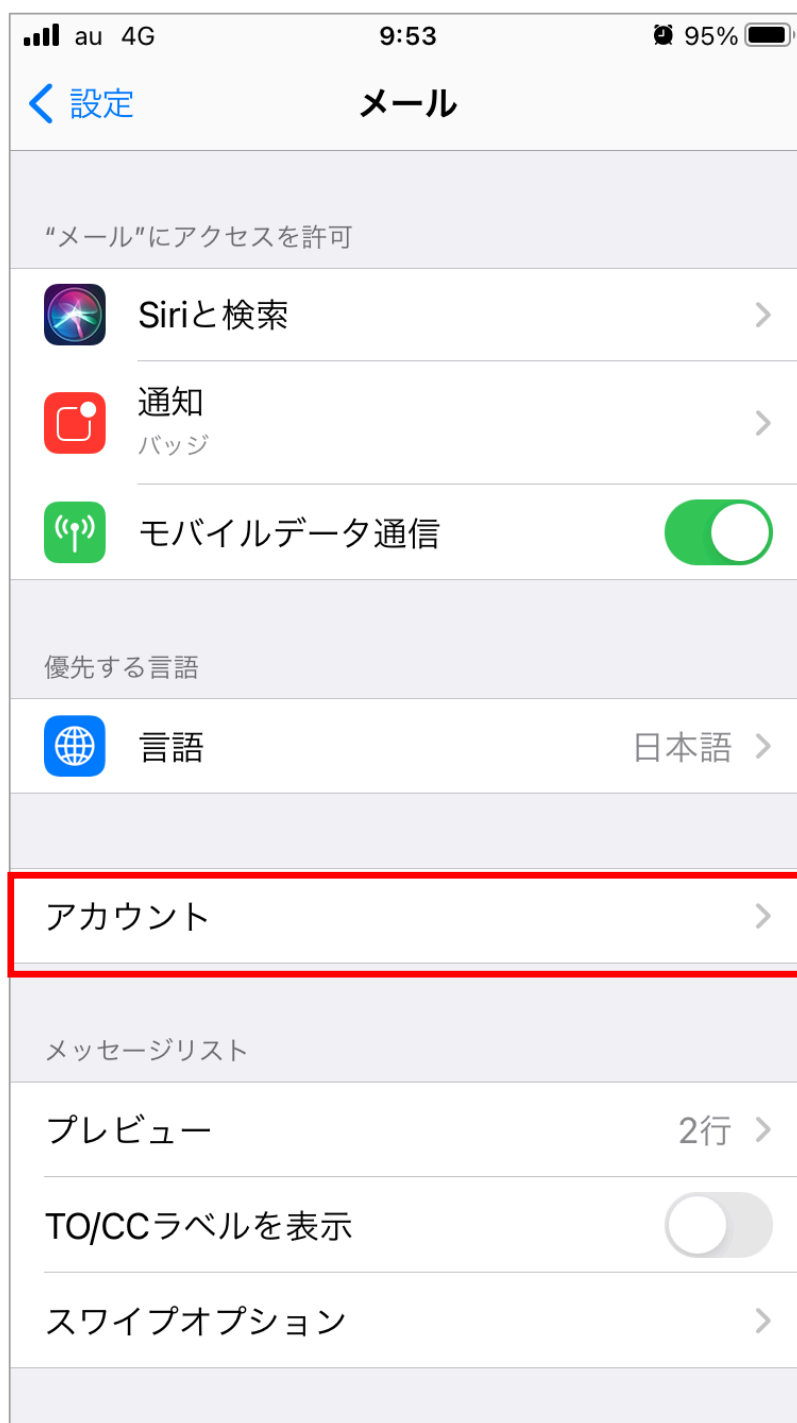 au 4G 9:53 95%
設定 メール
“メール”にアクセスを許可
Siriと検索
通知
バッジ
モバイルデータ通信
優先する言語
言語 日本語
アカウント
メッセージリスト
プレビュー 2行
TO/CCラベルを表示
スワイプオプション